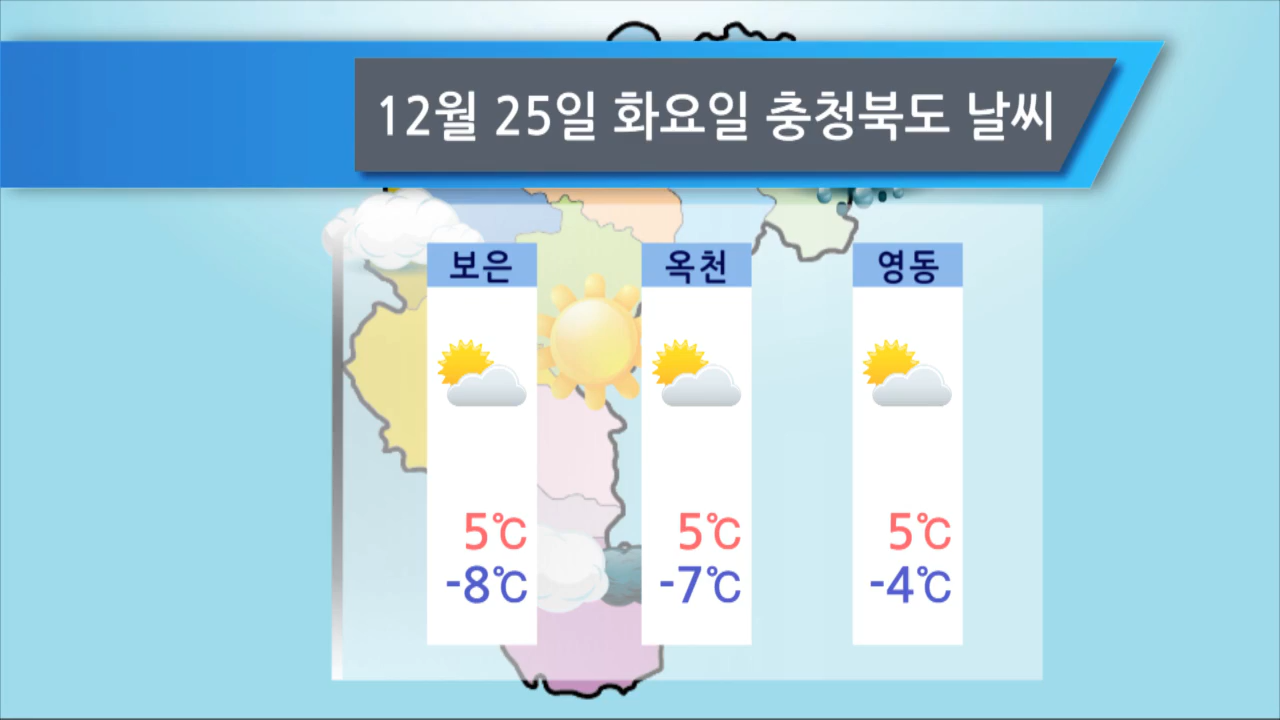 12월 25일 화요일 충청북도 날씨
보은 옥천 영동
5℃ 5℃ 5℃
-8℃ -7℃ -4℃